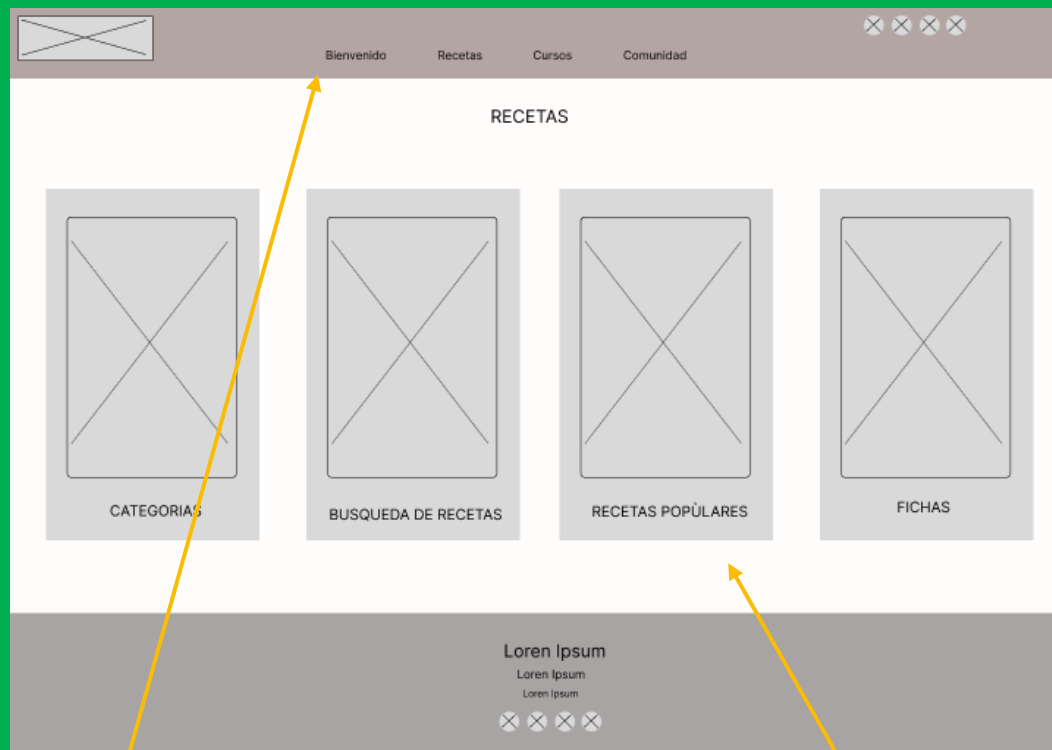 Bienvenido Recetas Cursos Comunidad
RECETAS
CATEGORIAS
BUSQUEDA DE RECETAS
RECETAS POPÙLARES
FICHAS
Loren Ipsum
Loren Ipsum
Loren Ipsum